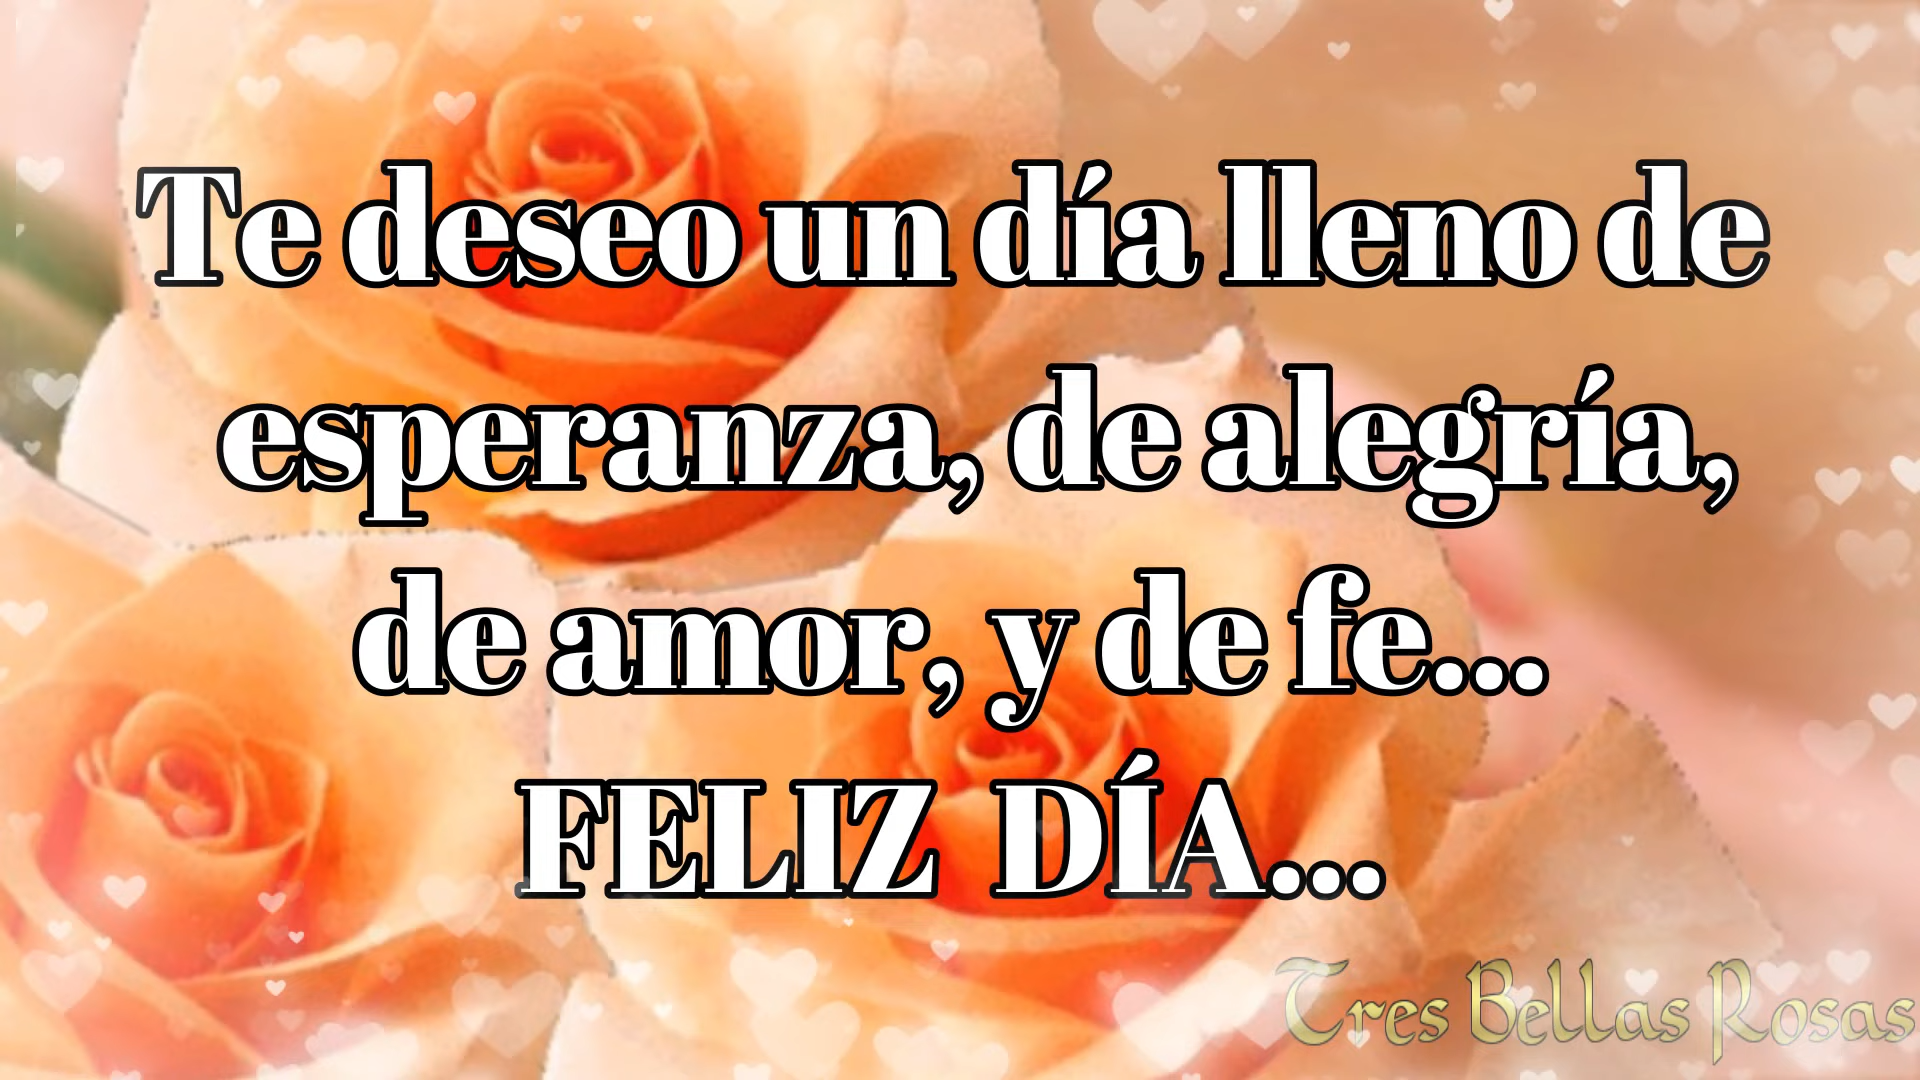 Te deseo un día lleno de
esperanza, de alegría,
de amor, y de fe...
FELIZ DÍA...
Tres Bellas Rosas